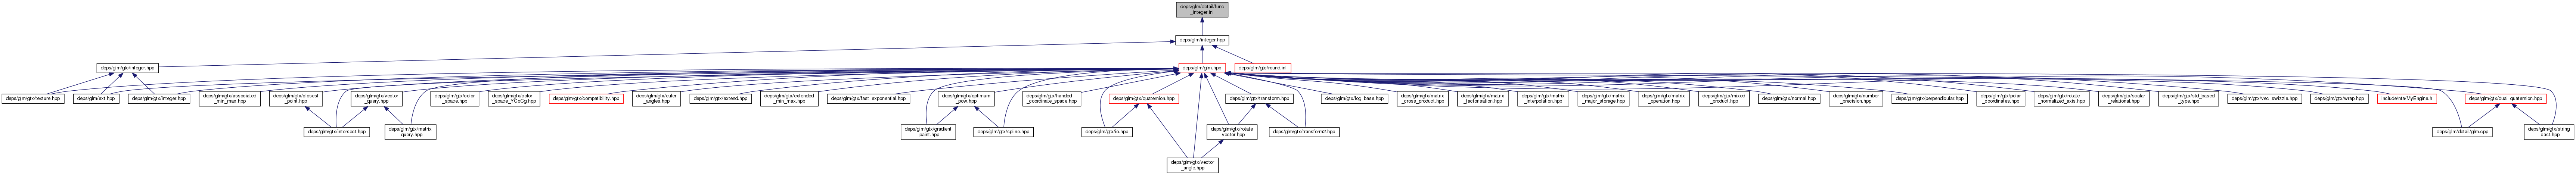 deps/glm/detail/func
_integer.inl
deps/glm/integer.hpp
deps/glm/gtc/integer.hpp
deps/glm/glm.hpp
deps/glm/gtc/round.inl
deps/glm/gtx/texture.hpp
deps/glm/ext.hpp
deps/glm/gtx/integer.hpp
deps/glm/gtx/associated
_min_max.hpp
deps/glm/gtx/closest
_point.hpp
deps/glm/gtx/vector
_query.hpp
deps/glm/gtx/color
_space.hpp
deps/glm/gtx/color
_space_YCoCg.hpp
deps/glm/gtx/compatibility.hpp
deps/glm/gtx/euler
_angles.hpp
deps/glm/gtx/extend.hpp
deps/glm/gtx/extended
_min_max.hpp
deps/glm/gtx/fast_exponential.hpp
deps/glm/gtx/optimum
_pow.hpp
deps/glm/gtx/handed
_coordinate_space.hpp
deps/glm/gtx/quaternion.hpp
deps/glm/gtx/transform.hpp
deps/glm/gtx/log_base.hpp
deps/glm/gtx/matrix
_cross_product.hpp
deps/glm/gtx/matrix
_factorisation.hpp
deps/glm/gtx/matrix
_interpolation.hpp
deps/glm/gtx/matrix
_major_storage.hpp
deps/glm/gtx/matrix
_operation.hpp
deps/glm/gtx/mixed
_product.hpp
deps/glm/gtx/normal.hpp
deps/glm/gtx/number
_precision.hpp
deps/glm/gtx/perpendicular.hpp
deps/glm/gtx/polar
_coordinates.hpp
deps/glm/gtx/rotate
_normalized_axis.hpp
deps/glm/gtx/scalar
_relational.hpp
deps/glm/gtx/std_based
_type.hpp
deps/glm/gtx/vec_swizzle.hpp
deps/glm/gtx/wrap.hpp
include/nta/MyEngine.h
deps/glm/gtx/dual_quaternion.hpp
deps/glm/gtx/intersect.hpp
deps/glm/gtx/matrix
_query.hpp
deps/glm/gtx/gradient
_paint.hpp
deps/glm/gtx/spline.hpp
deps/glm/gtx/io.hpp
deps/glm/gtx/rotate
_vector.hpp
deps/glm/gtx/transform2.hpp
deps/glm/detail/glm.cpp
deps/glm/gtx/string
_cast.hpp
deps/glm/gtx/vector
_angle.hpp